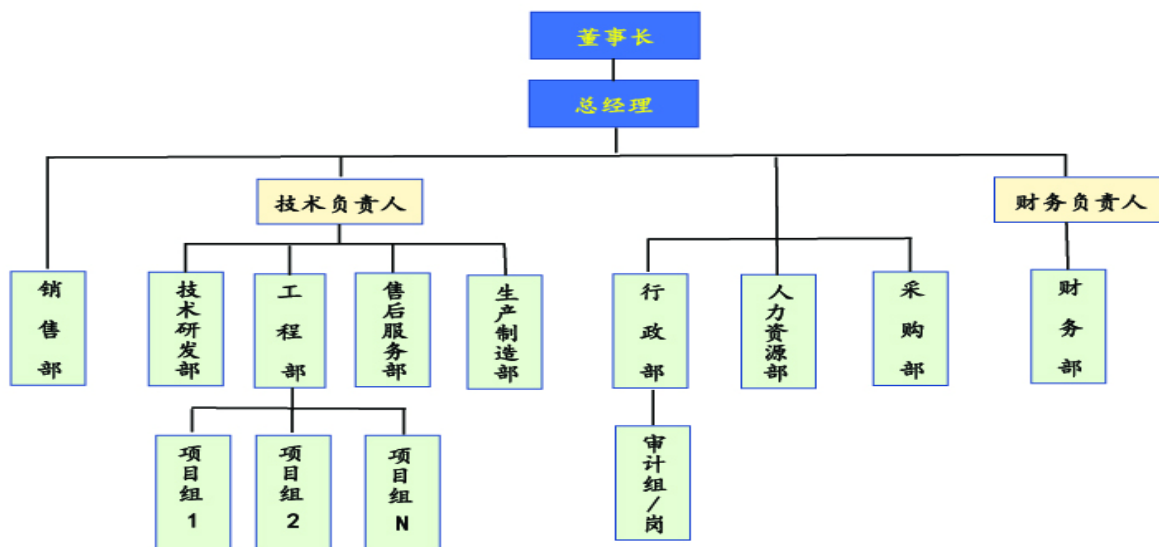 董事长
总经理
技术负责人
财务负责人
销售部
技术研发部
工程部
售后服务部
生产制造部
行政部
人力资源部
采购部
财务部
项目组1
项目组2
项目组N
审计组/岗